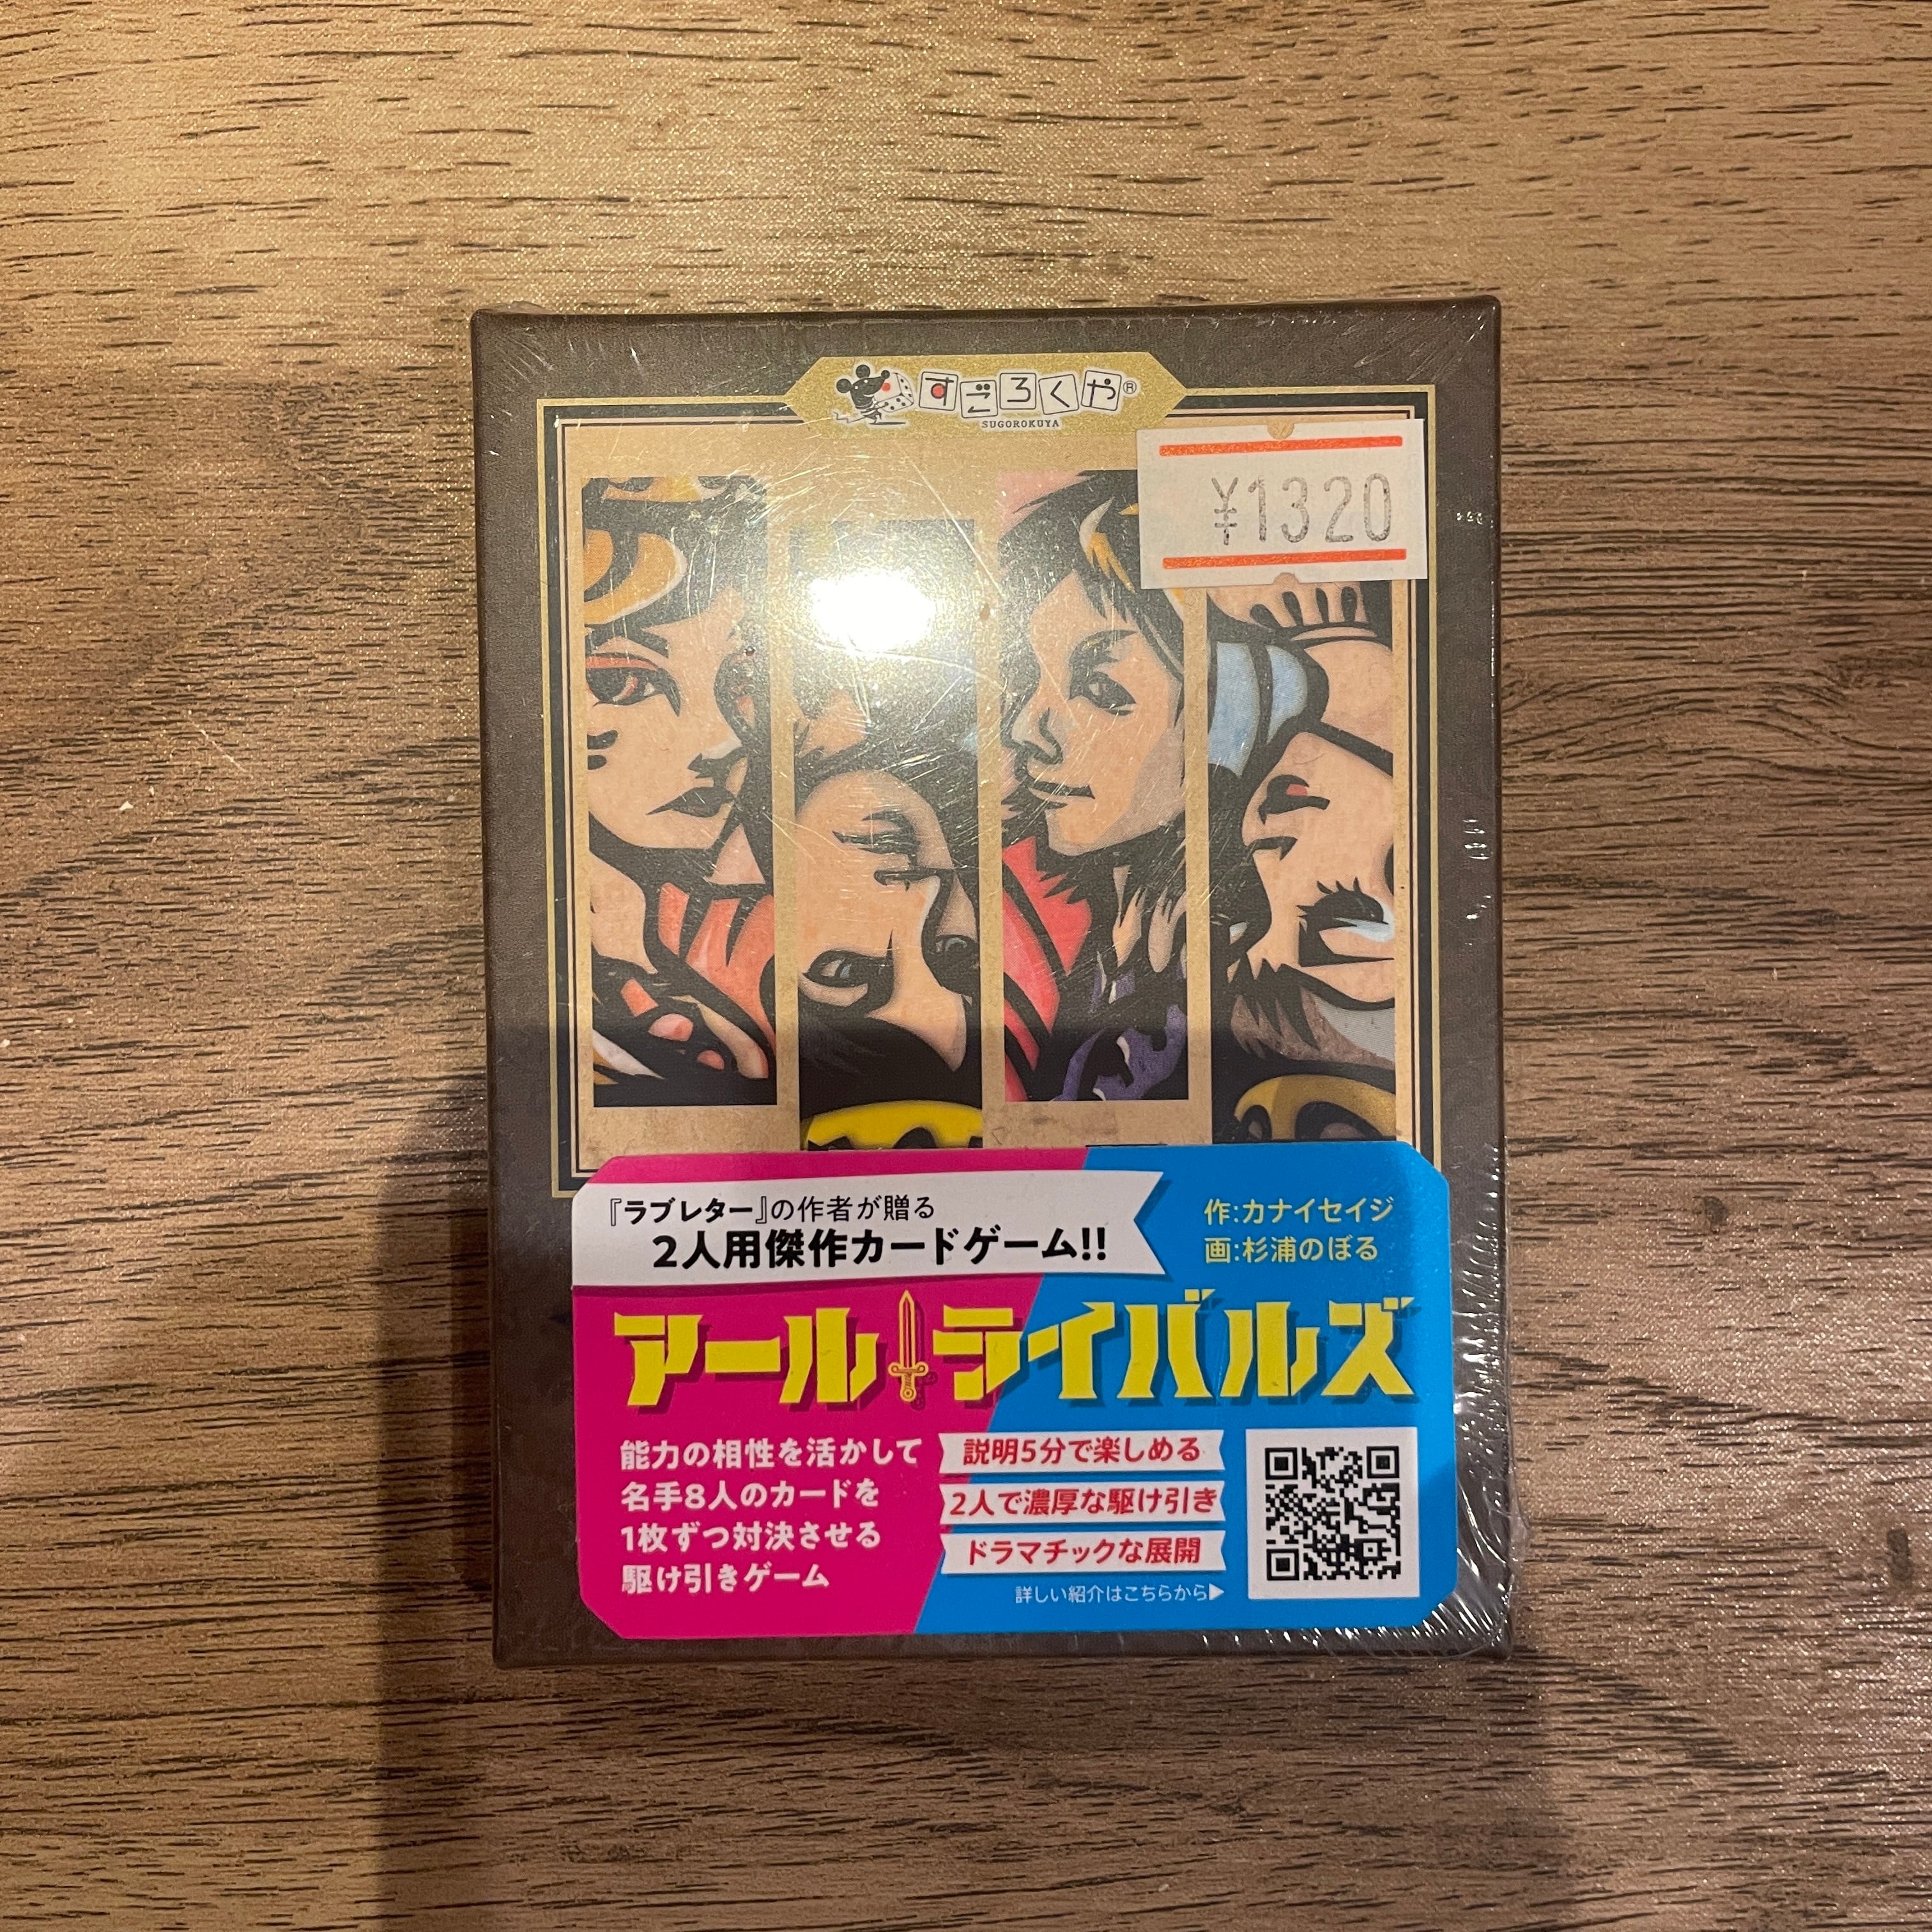 すごろくや®
SUGOROKUYA
¥1320
『ラブレター』の作者が贈る
2人用傑作カードゲーム!!
作:カナイセイジ
画:杉浦のぼる
アールライバルズ
能力の相性を活かして
名手8人のカードを
1枚ずつ対決させる
駆け引きゲーム
説明5分で楽しめる
2人で濃厚な駆け引き
ドラマチックな展開
詳しい紹介はこちらから▶